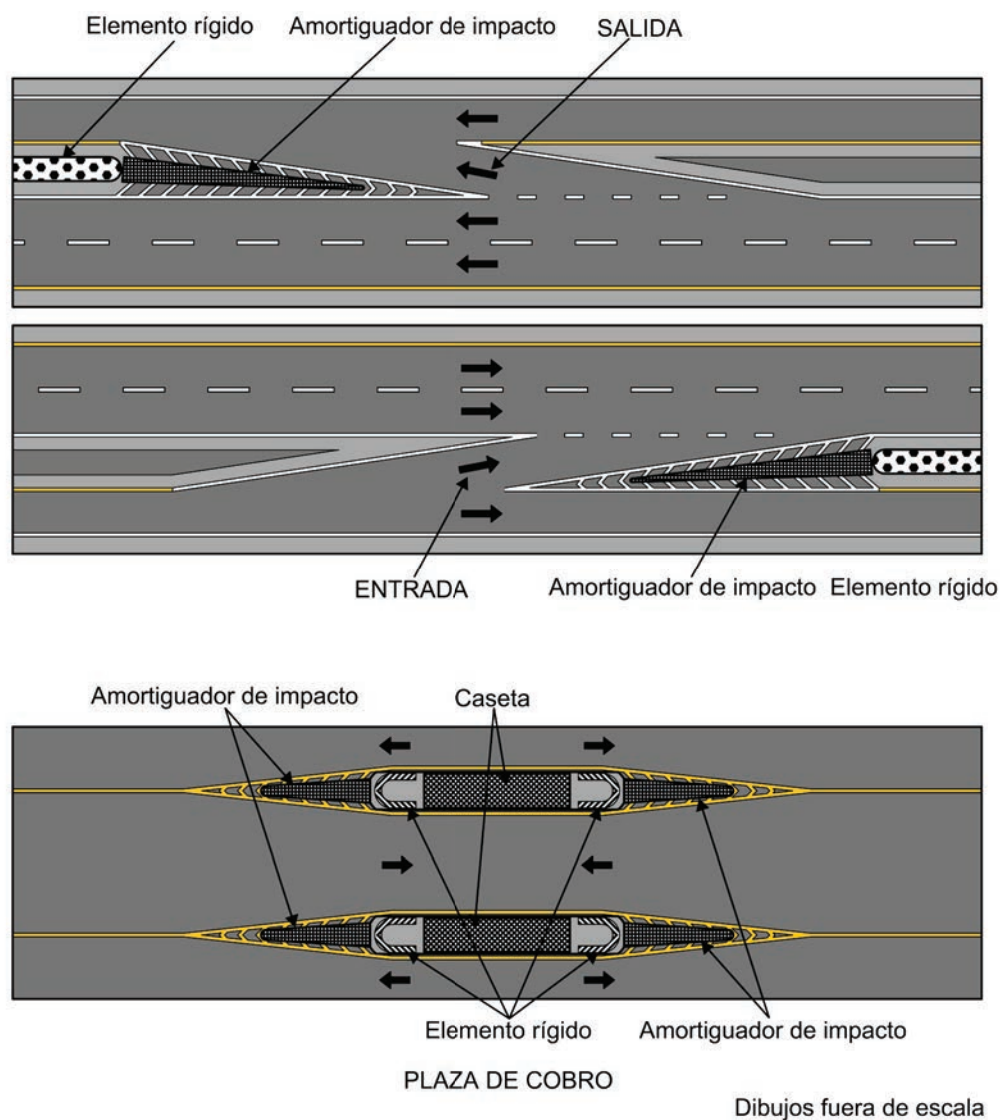 Elemento rígido
Amortiguador de impacto
SALIDA
ENTRADA
Amortiguador de impacto
Elemento rígido
Amortiguador de impacto
Caseta
Elemento rígido
Amortiguador de impacto
PLAZA DE COBRO
Dibujos fuera de escala